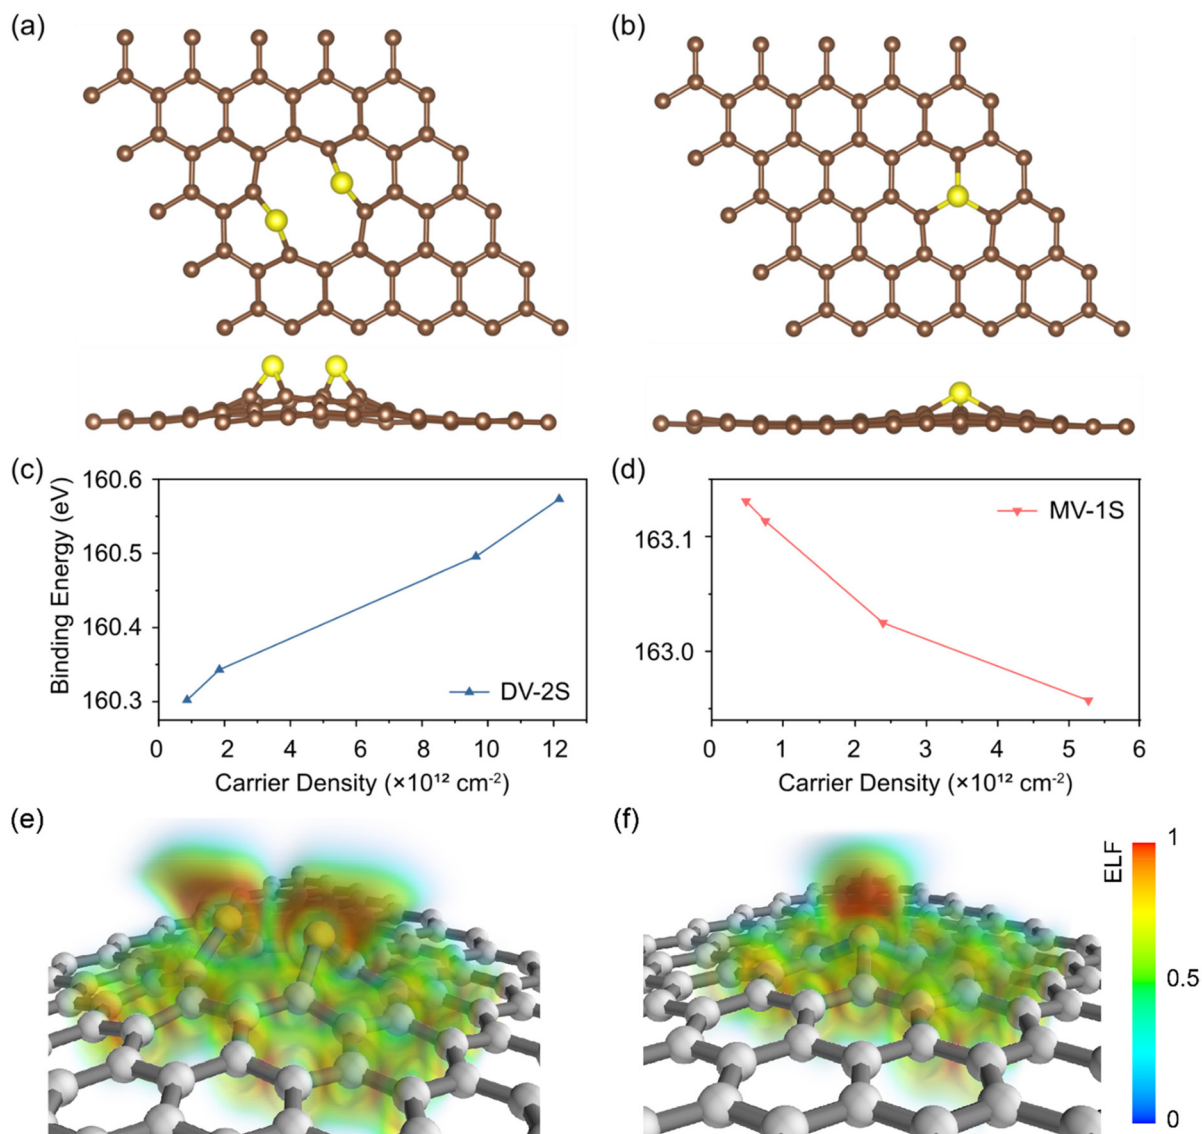 (a)
(b)
(c)
(d)
Binding Energy (eV)
160.6
160.5
160.4
160.3
DV-2S
0 2 4 6 8 10 12
Carrier Density (×10¹² cm⁻²)
163.1
163.0
MV-1S
0 1 2 3 4 5 6
Carrier Density (×10¹² cm⁻²)
(e)
(f)
ELF
1
0.5
0